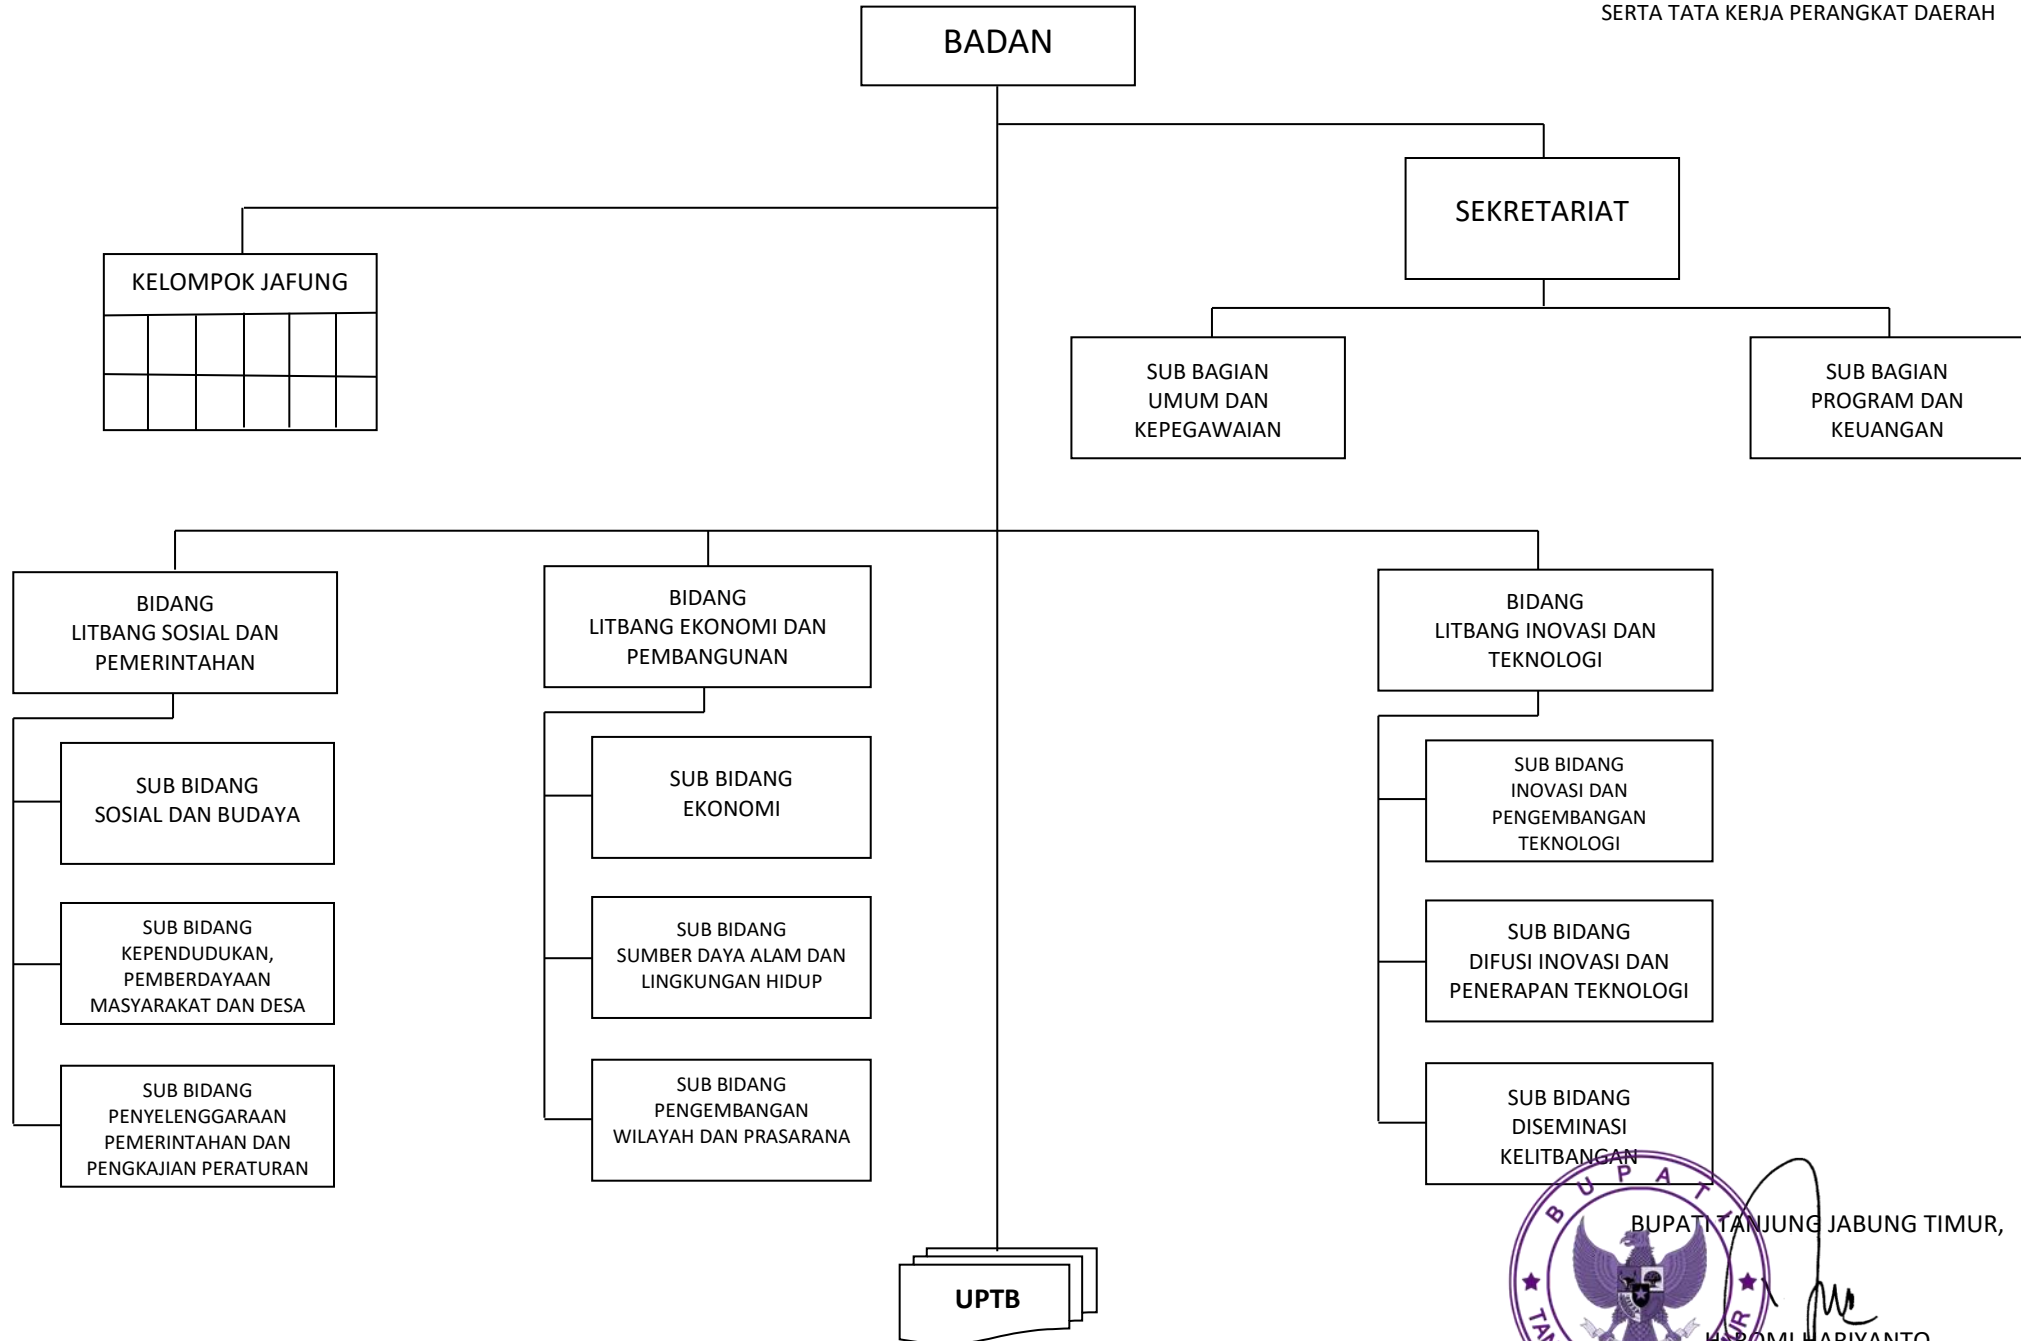 SERTA TATA KERJA PERANGKAT DAERAH
BADAN
SEKRETARIAT
KELOMPOK JAFUNG
SUB BAGIAN
UMUM DAN
KEPEGAWAIAN
SUB BAGIAN
PROGRAM DAN
KEUANGAN
BIDANG
LITBANG SOSIAL DAN
PEMERINTAHAN
BIDANG
LITBANG EKONOMI DAN
PEMBANGUNAN
BIDANG
LITBANG INOVASI DAN
TEKNOLOGI
SUB BIDANG
SOSIAL DAN BUDAYA
SUB BIDANG
EKONOMI
SUB BIDANG
INOVASI DAN
PENGEMBANGAN
TEKNOLOGI
SUB BIDANG
KEPENDUDUKAN,
PEMBERDAYAAN
MASYARAKAT DAN DESA
SUB BIDANG
SUMBER DAYA ALAM DAN
LINGKUNGAN HIDUP
SUB BIDANG
DIFUSI INOVASI DAN
PENERAPAN TEKNOLOGI
SUB BIDANG
PENYELENGGARAAN
PEMERINTAHAN DAN
PENGKAJIAN PERATURAN
SUB BIDANG
PENGEMBANGAN
WILAYAH DAN PRASARANA
SUB BIDANG
DISEMINASI
KELITBANGAN
BUPATI TANJUNG JABUNG TIMUR,
BUPATI
UPTB
H. ROMI HARIYANTO